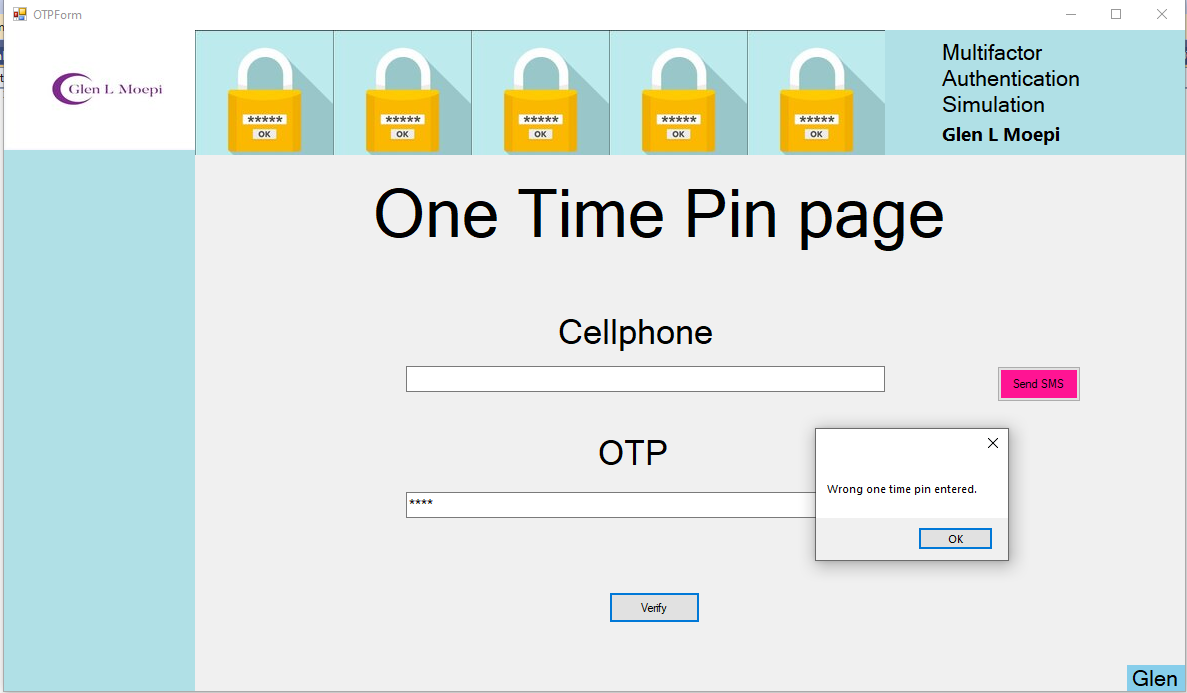 OTPForm
Glen L Moepi
*****
OK
*****
OK
*****
OK
*****
OK
*****
OK
Multifactor
Authentication
Simulation
Glen L Moepi
One Time Pin page
Cellphone
Send SMS
OTP
****
Wrong one time pin entered.
OK
Verify
Glen